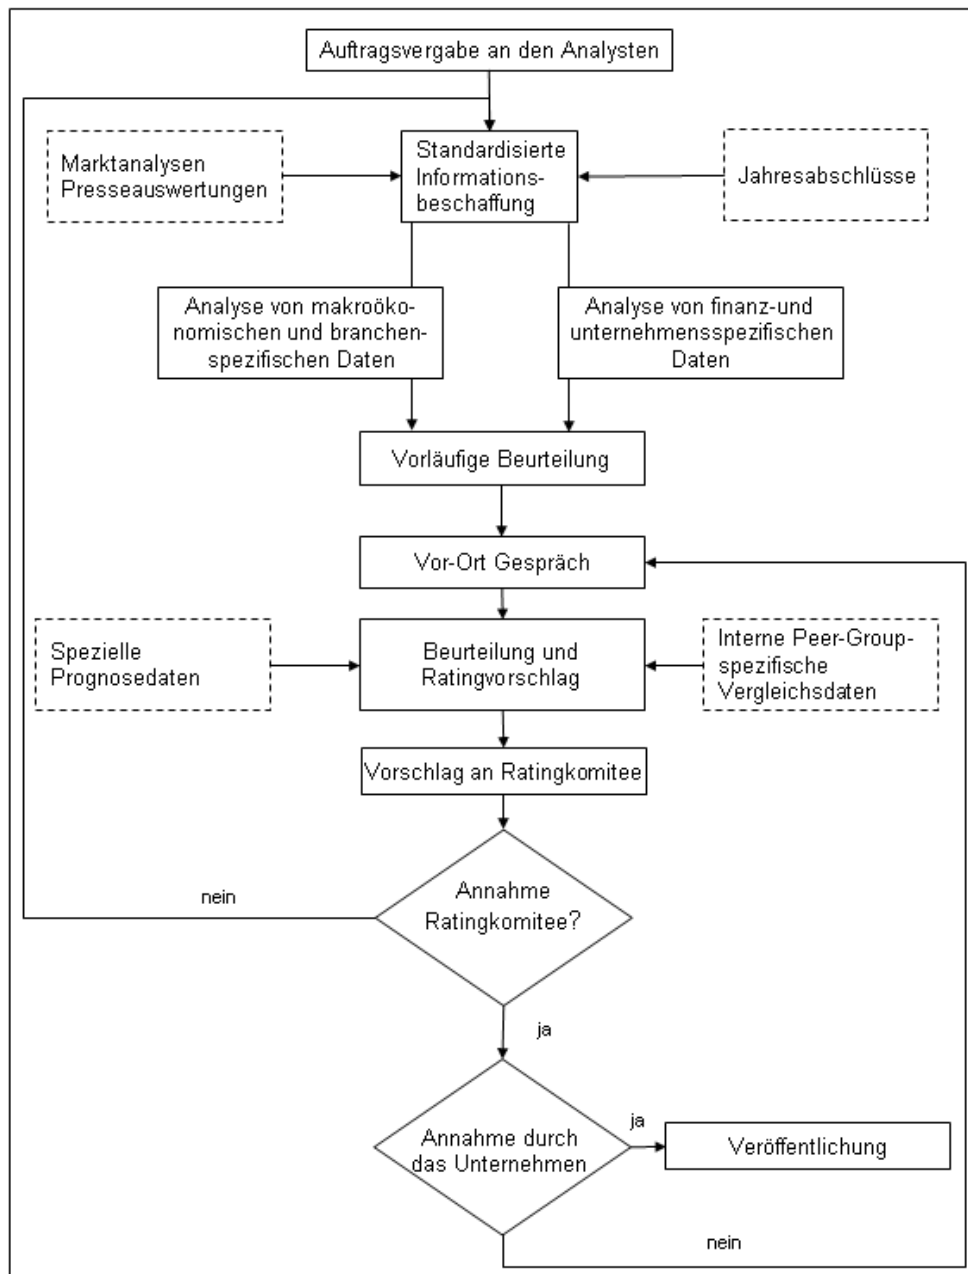 Auftragsvergabe an den Analysten
Marktanalysen
Presseauswertungen
Standardisierte
Informations-
beschaffung
Jahresabschlüsse
Analyse von makroöko-
nomischen und branchen-
spezifischen Daten
Analyse von finanz-und
unternehmensspezifischen
Daten
Vorläufige Beurteilung
Vor-Ort Gespräch
Spezielle
Prognosedaten
Beurteilung und
Ratingvorschlag
Interne Peer-Group-
spezifische
Vergleichsdaten
Vorschlag an Ratingkomitee
nein
Annahme
Ratingkomitee?
ja
Annahme durch
das Unternehmen
ja
Veröffentlichung
nein